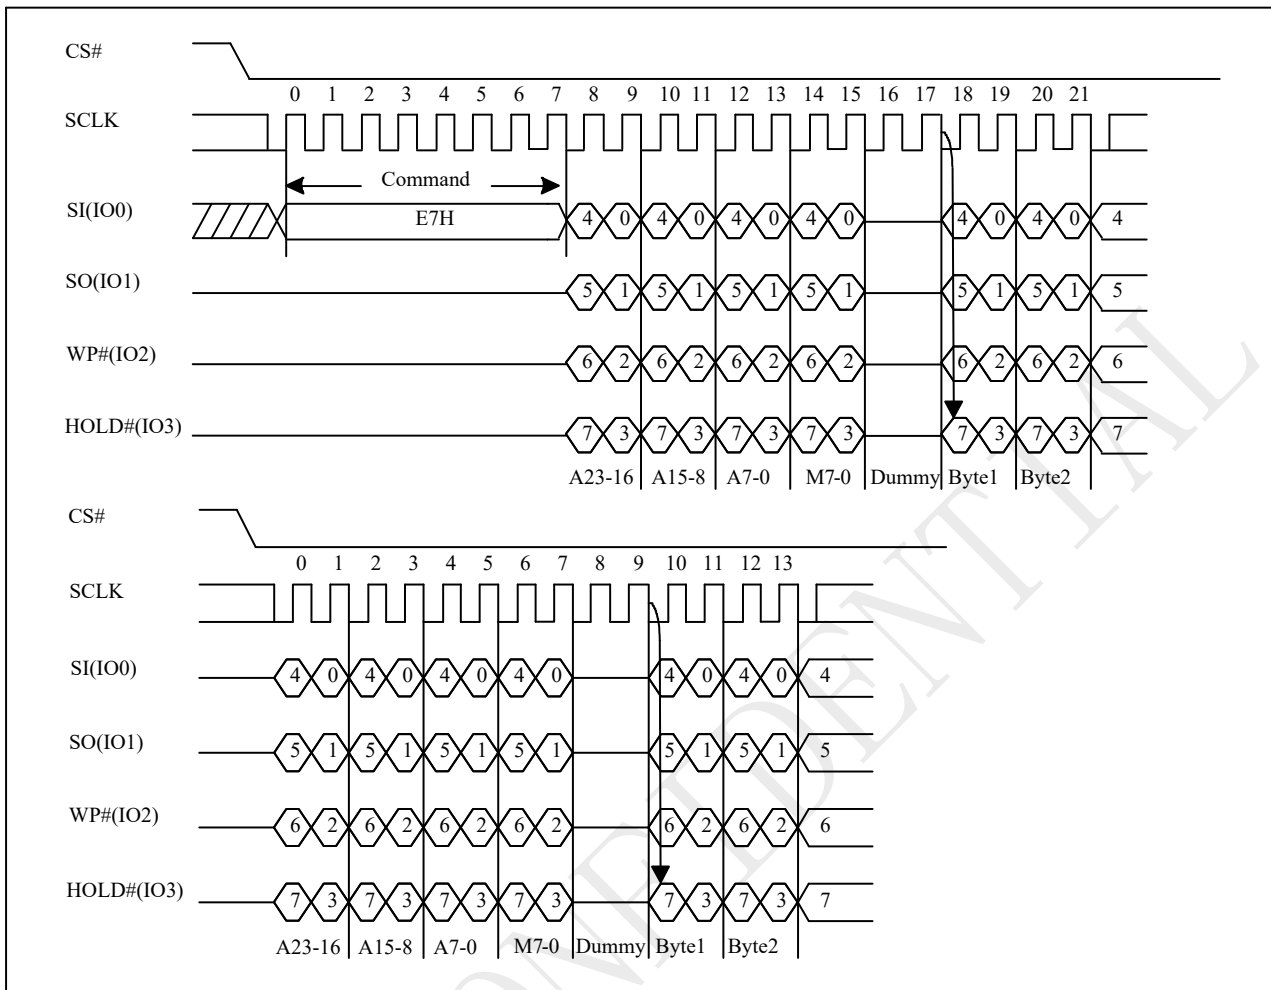 CS#
0 1 2 3 4 5 6 7 8 9 10 11 12 13 14 15 16 17 18 19 20 21
SCLK
Command
SI(IO0) E7H 4 0 4 0 4 0 4 0 4 0 4 0 4
SO(IO1) 5 1 5 1 5 1 5 1 5 1 5 1 5
WP#(IO2) 6 2 6 2 6 2 6 2 6 2 6 2 6
HOLD#(IO3) 7 3 7 3 7 3 7 3 7 3 7 3 7
A23-16 A15-8 A7-0 M7-0 Dummy Byte1 Byte2
CS#
0 1 2 3 4 5 6 7 8 9 10 11 12 13
SCLK
SI(IO0) 4 0 4 0 4 0 4 0 4 0 4 0 4
SO(IO1) 5 1 5 1 5 1 5 1 5 1 5 1 5
WP#(IO2) 6 2 6 2 6 2 6 2 6 2 6 2 6
HOLD#(IO3) 7 3 7 3 7 3 7 3 7 3 7 3 7
A23-16 A15-8 A7-0 M7-0 Dummy Byte1 Byte2